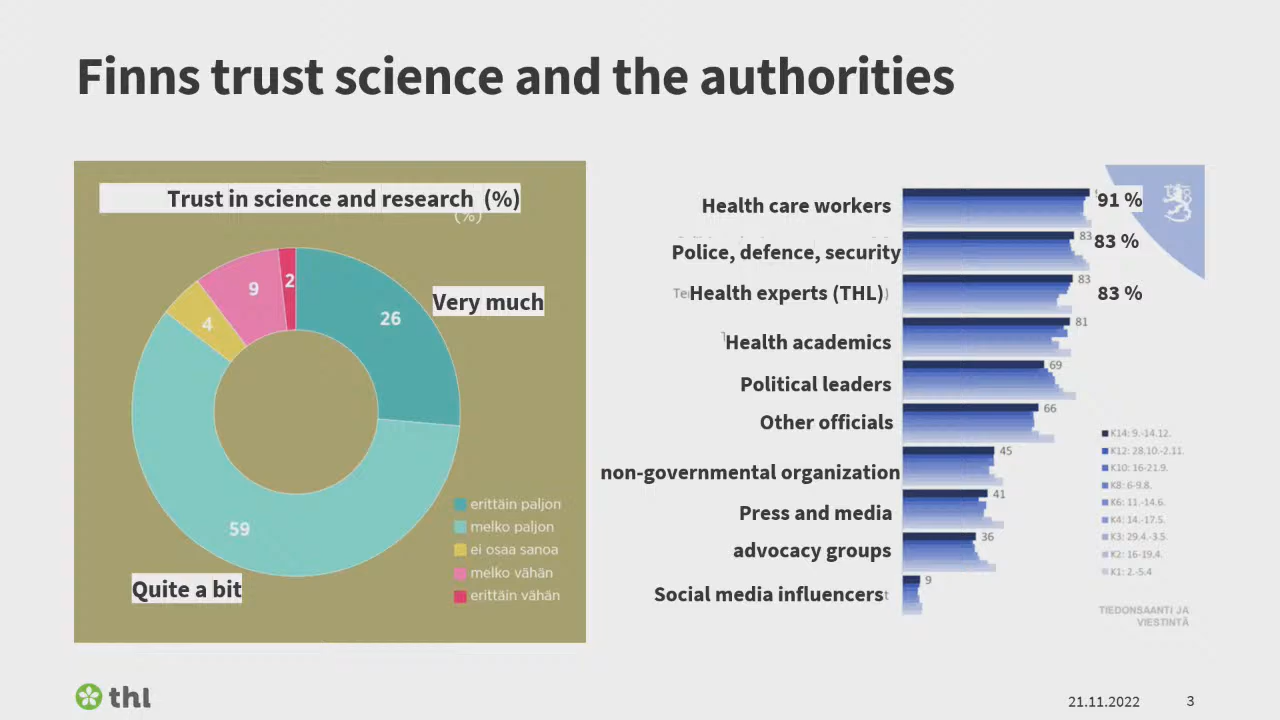 Finns trust science and the authorities
Trust in science and research (%)
(%)
2
9
4
26
59
Very much
Quite a bit
erittäin paljon
melko paljon
ei osaa sanoa
melko vähän
erittäin vähän
Health care workers
91 %
Police, defence, security
83
83 %
Health experts (THL)
83
83 %
Health academics
81
Political leaders
69
Other officials
66
non-governmental organization
45
Press and media
41
advocacy groups
36
Social media influencers
9
K14: 9.-14.12.
K12: 28.10.-2.11.
K10: 16-21.9.
K8: 6-9.8.
K6: 11.-14.6.
K4: 14.-17.5.
K3: 29.4.-3.5.
K2: 16-19.4.
K1: 2.-5.4
TIEDONSAANTI JA
VIESTINTÄ
thl
21.11.2022
3